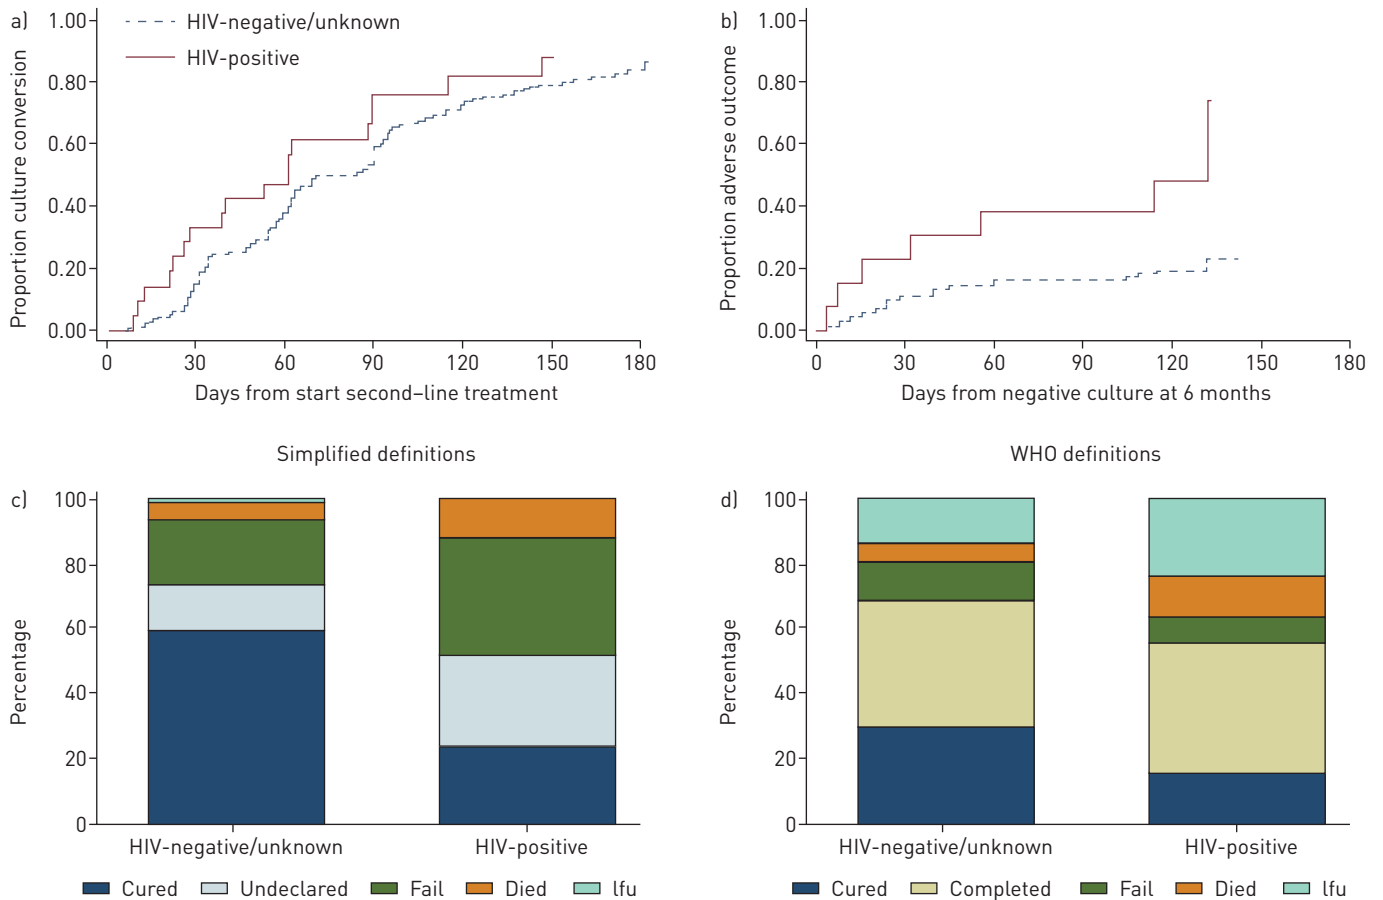 a)
1.00
0.80
0.60
0.40
0.20
0.00
Proportion culture conversion
HIV-negative/unknown
HIV-positive
0 30 60 90 120 150 180
Days from start second–line treatment
b)
1.00
0.80
0.60
0.40
0.20
0.00
Proportion adverse outcome
0 30 60 90 120 150 180
Days from negative culture at 6 months
Simplified definitions
c)
100
80
60
40
20
0
Percentage
HIV-negative/unknown HIV-positive
Cured Undeclared Fail Died lfu
WHO definitions
d)
100
80
60
40
20
0
Percentage
HIV-negative/unknown HIV-positive
Cured Completed Fail Died lfu